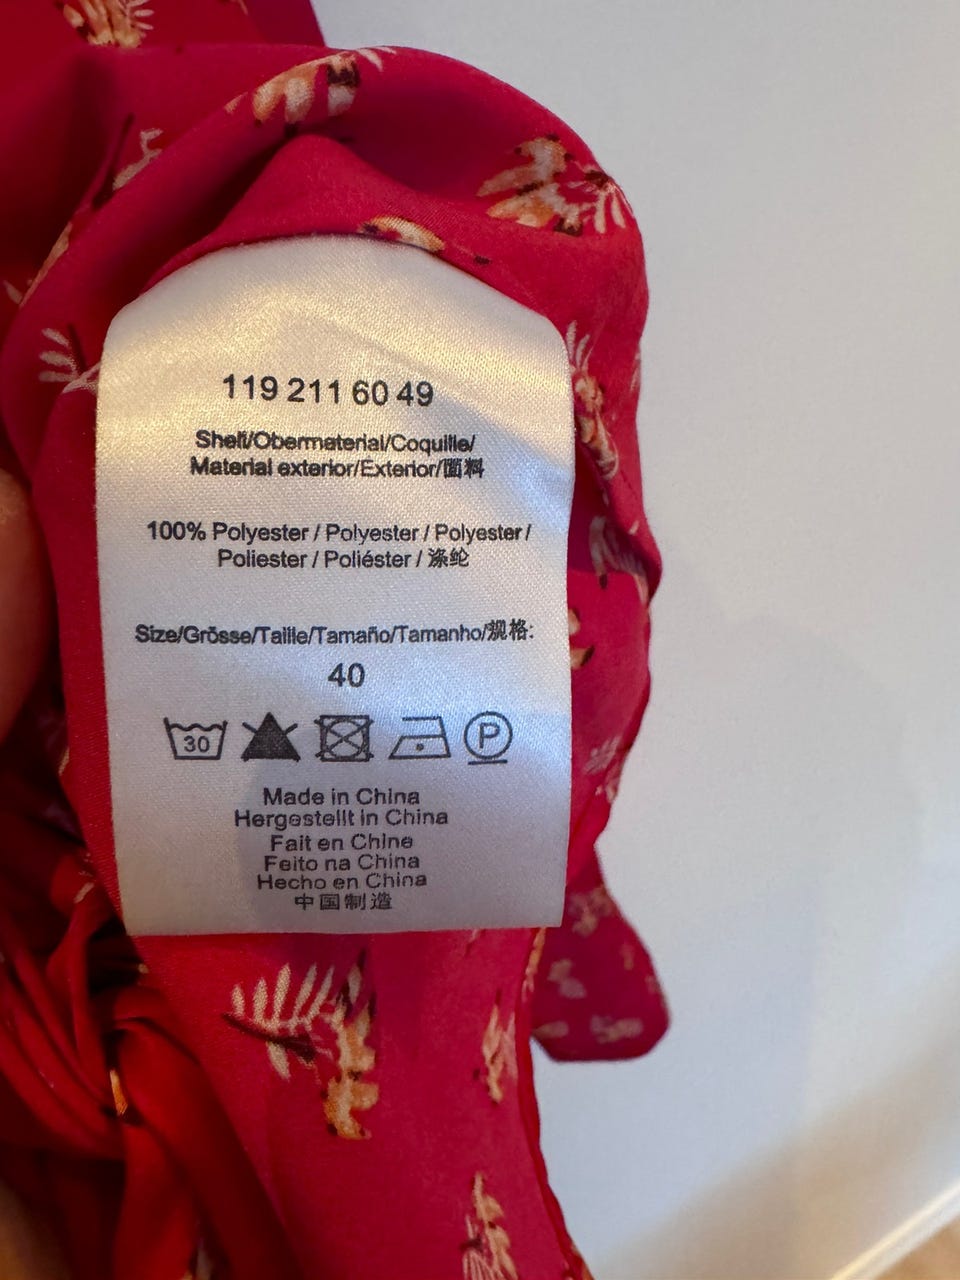 119 211 60 49
Shell/Obermaterial/Coquille/
Material exterior/Exterior/面料
100% Polyester / Polyester / Polyester /
Poliester / Poliéster / 涤纶
Size/Grösse/Taille/Tamaño/Tamanho/规格:
40
30 P
Made in China
Hergestellt in China
Fait en Chine
Feito na China
Hecho en China
中国制造